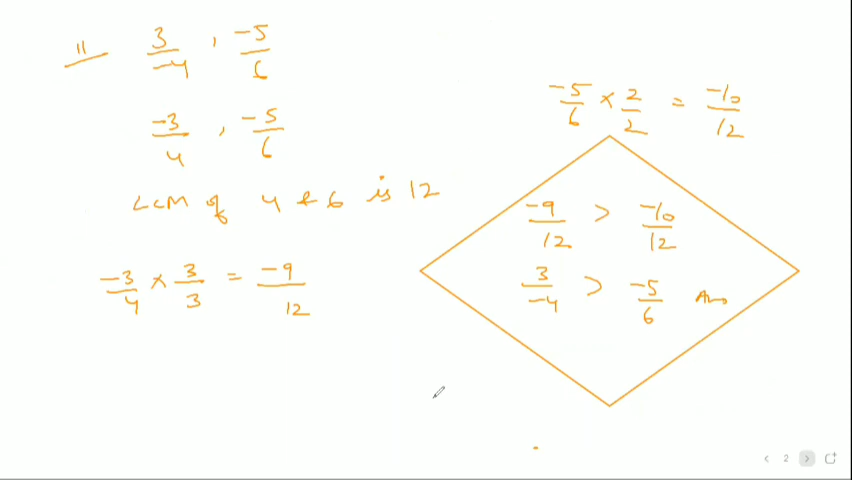 11 3/-4 , -5/6
-3/4 , -5/6
LCM of 4 & 6 is 12
-3/4 × 3/3 = -9/12
-5/6 × 2/2 = -10/12
-9/12 > -10/12
3/-4 > -5/6 Ans
2